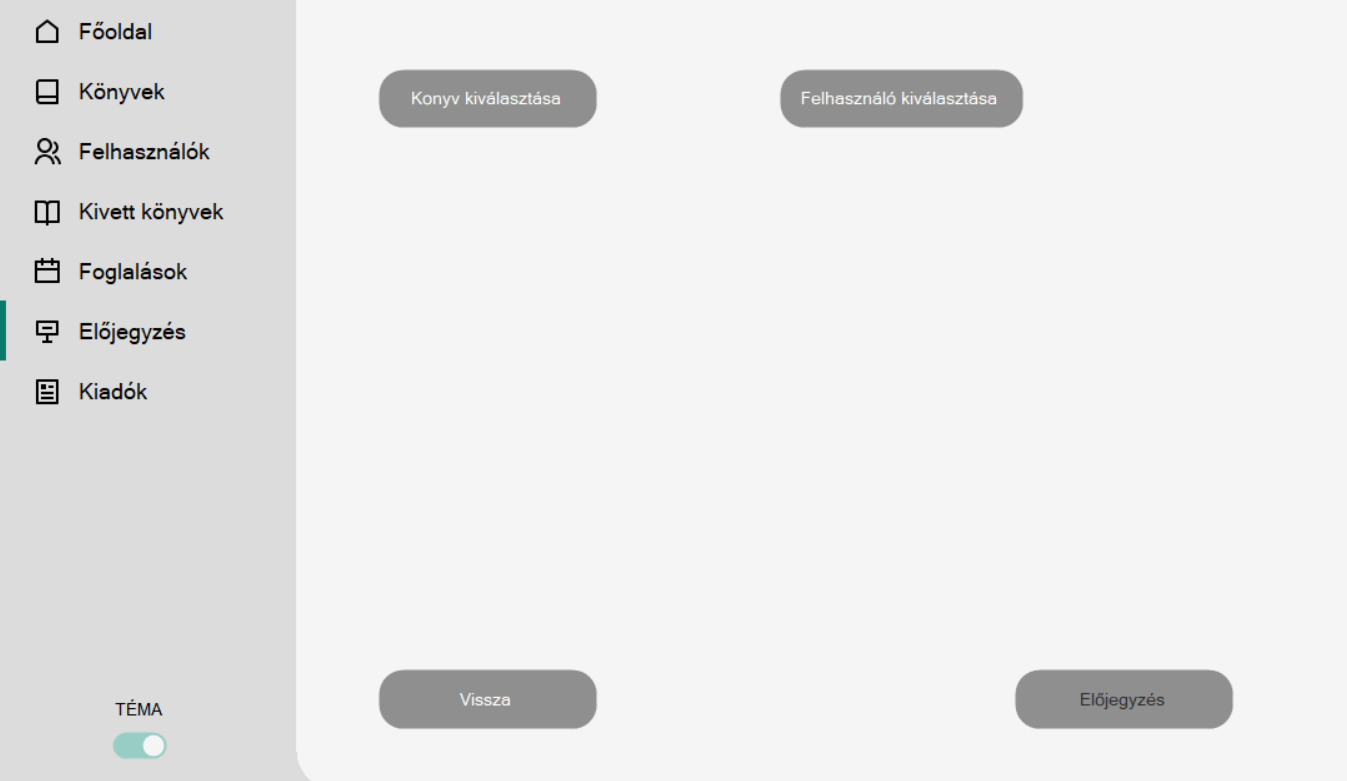 Főoldal
Könyvek
Felhasználók
Kivett könyvek
Foglalások
Előjegyzés
Kiadók
TÉMA
Konyv kiválasztása
Felhasználó kiválasztása
Vissza
Előjegyzés